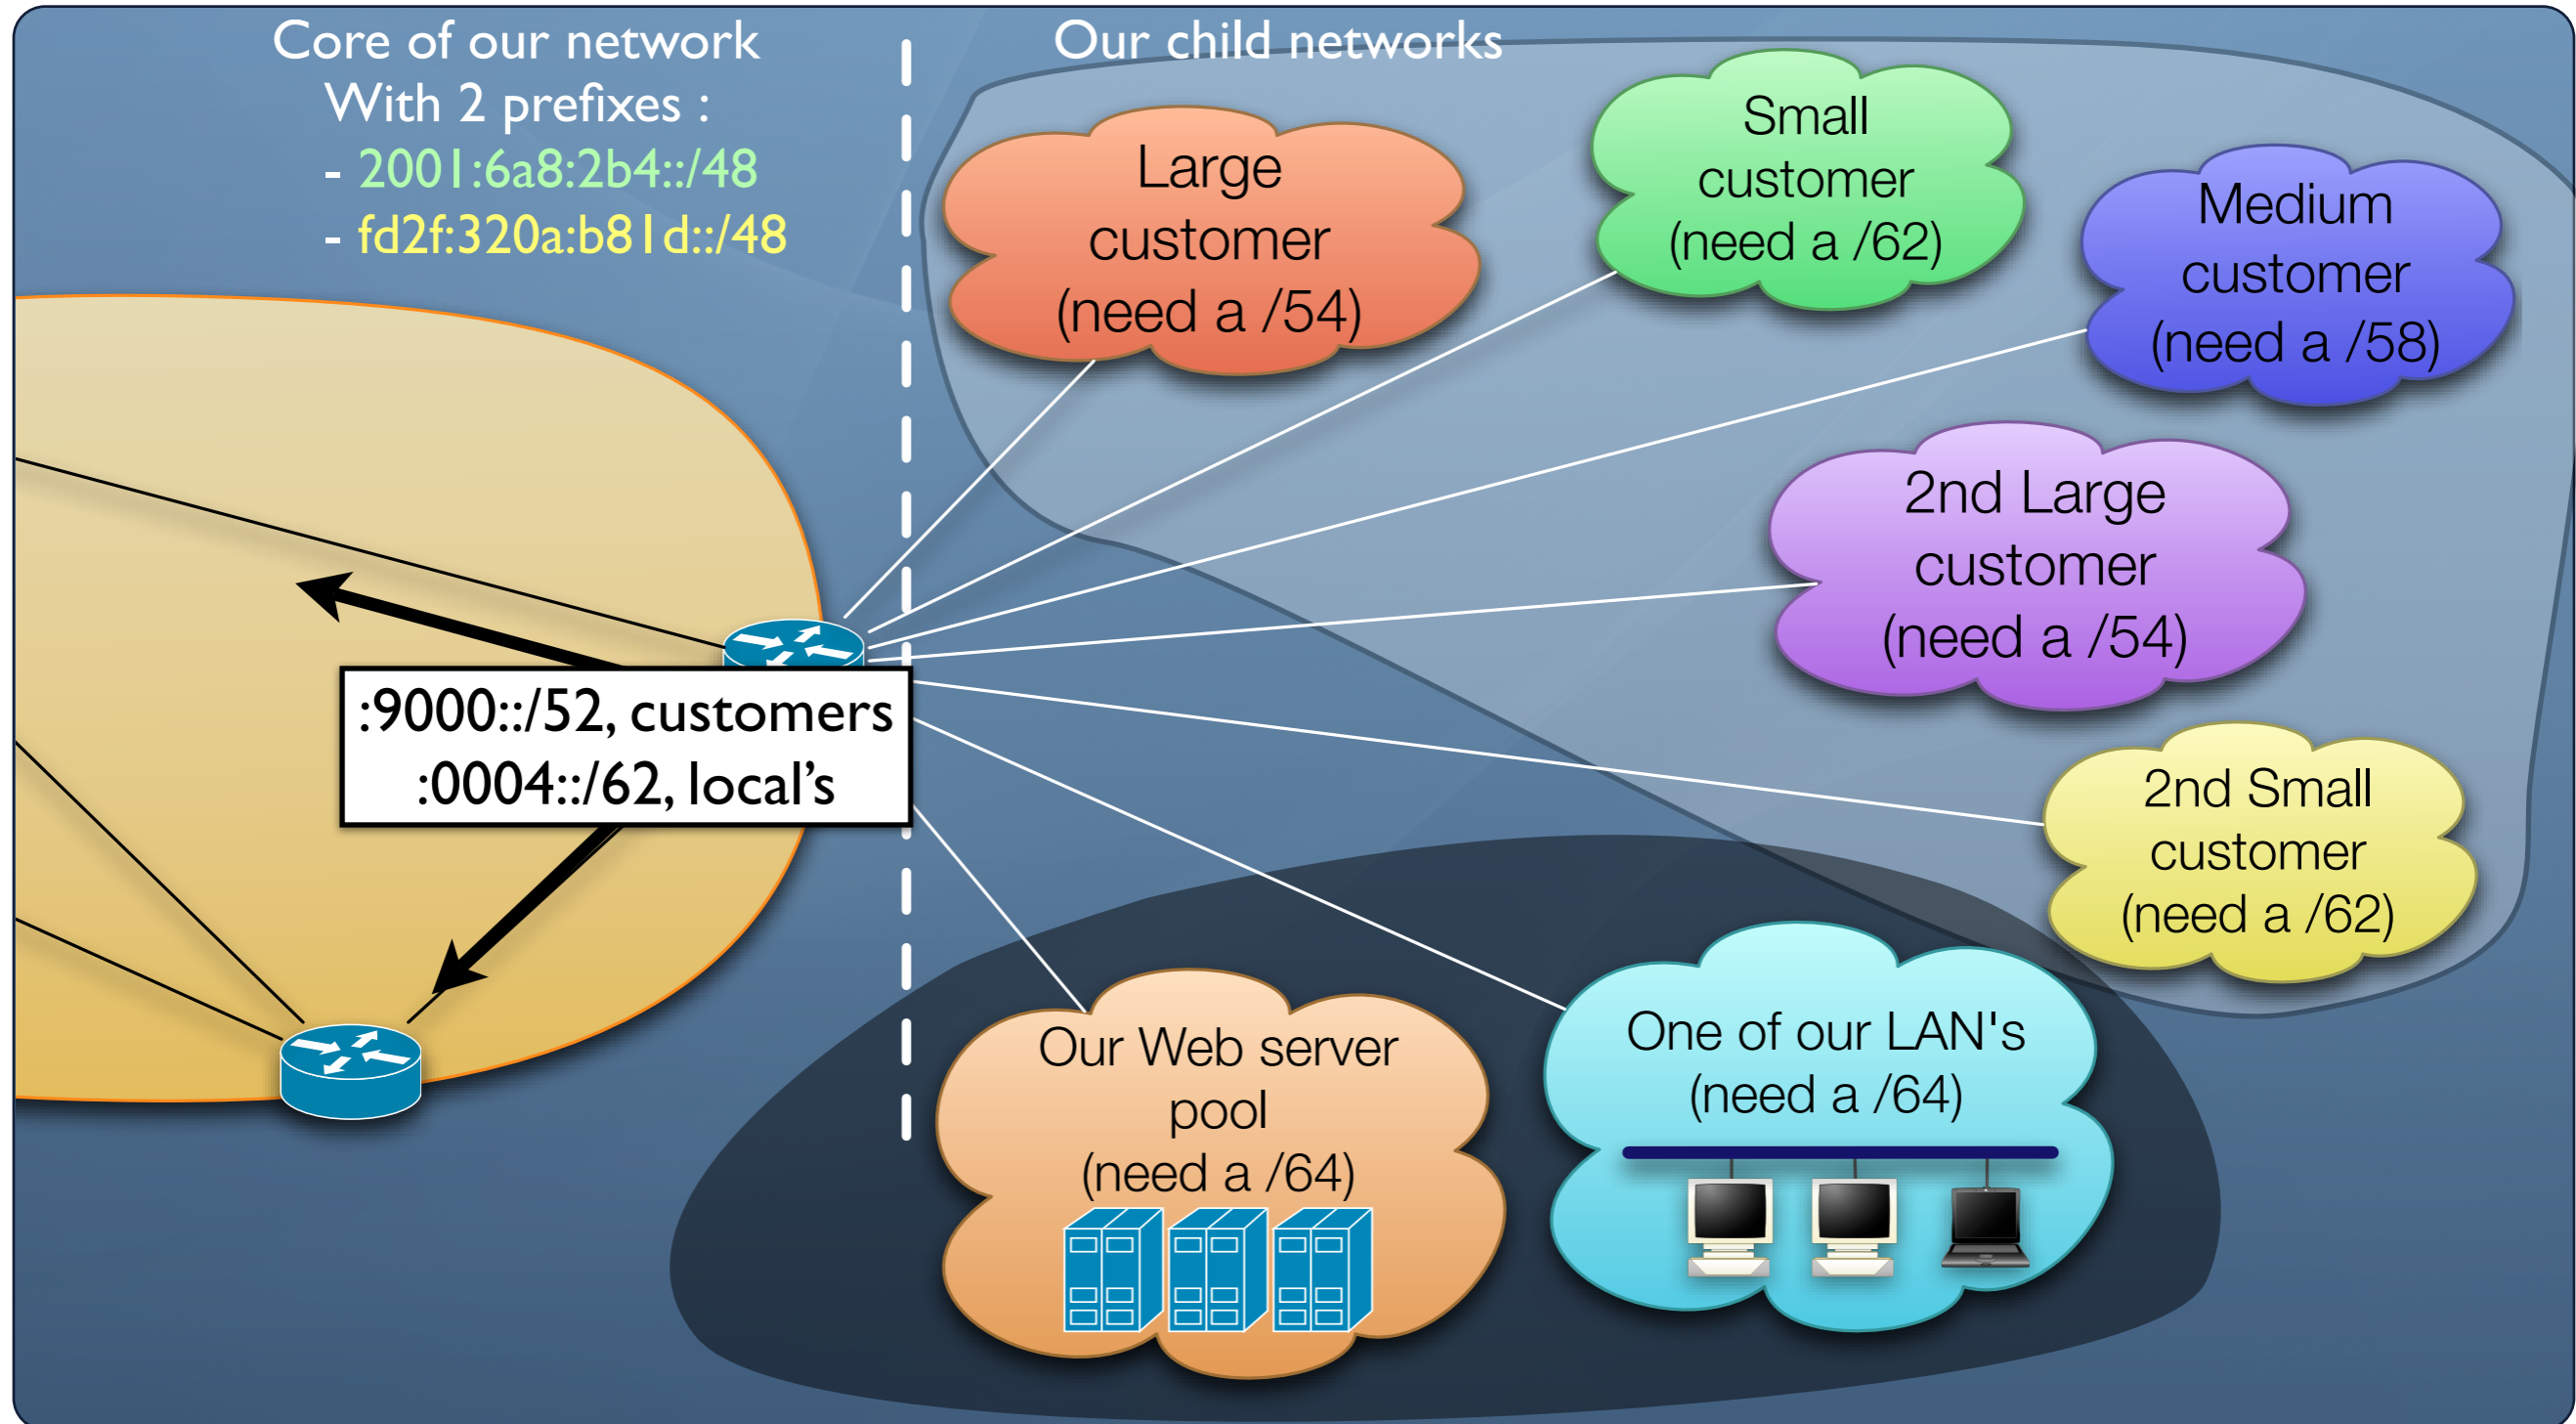 Core of our network
With 2 prefixes :
- 2001:6a8:2b4::/48
- fd2f:320a:b81d::/48
Our child networks
Large
customer
(need a /54)
Small
customer
(need a /62)
Medium
customer
(need a /58)
2nd Large
customer
(need a /54)
:9000::/52, customers
:0004::/62, local’s
2nd Small
customer
(need a /62)
Our Web server
pool
(need a /64)
One of our LAN's
(need a /64)